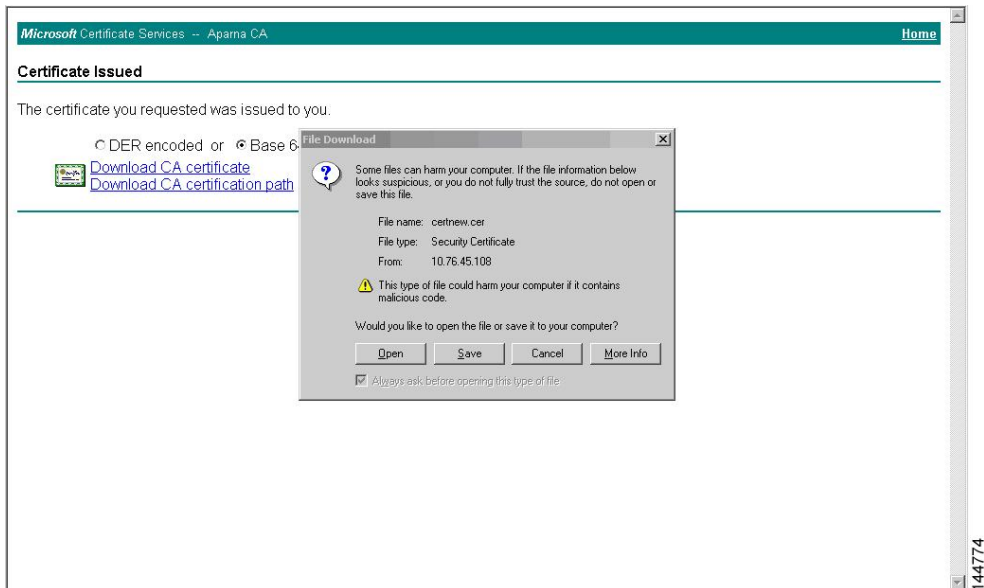 Microsoft Certificate Services -- Aparna CA Home
Certificate Issued
The certificate you requested was issued to you.
DER encoded or Base 6
Download CA certificate
Download CA certification path
File Download
Some files can harm your computer. If the file information below
looks suspicious, or you do not fully trust the source, do not open or
save this file.
File name: certnew.cer
File type: Security Certificate
From: 10.76.45.108
This type of file could harm your computer if it contains
malicious code.
Would you like to open the file or save it to your computer?
Open Save Cancel More Info
Always ask before opening this type of file
144774